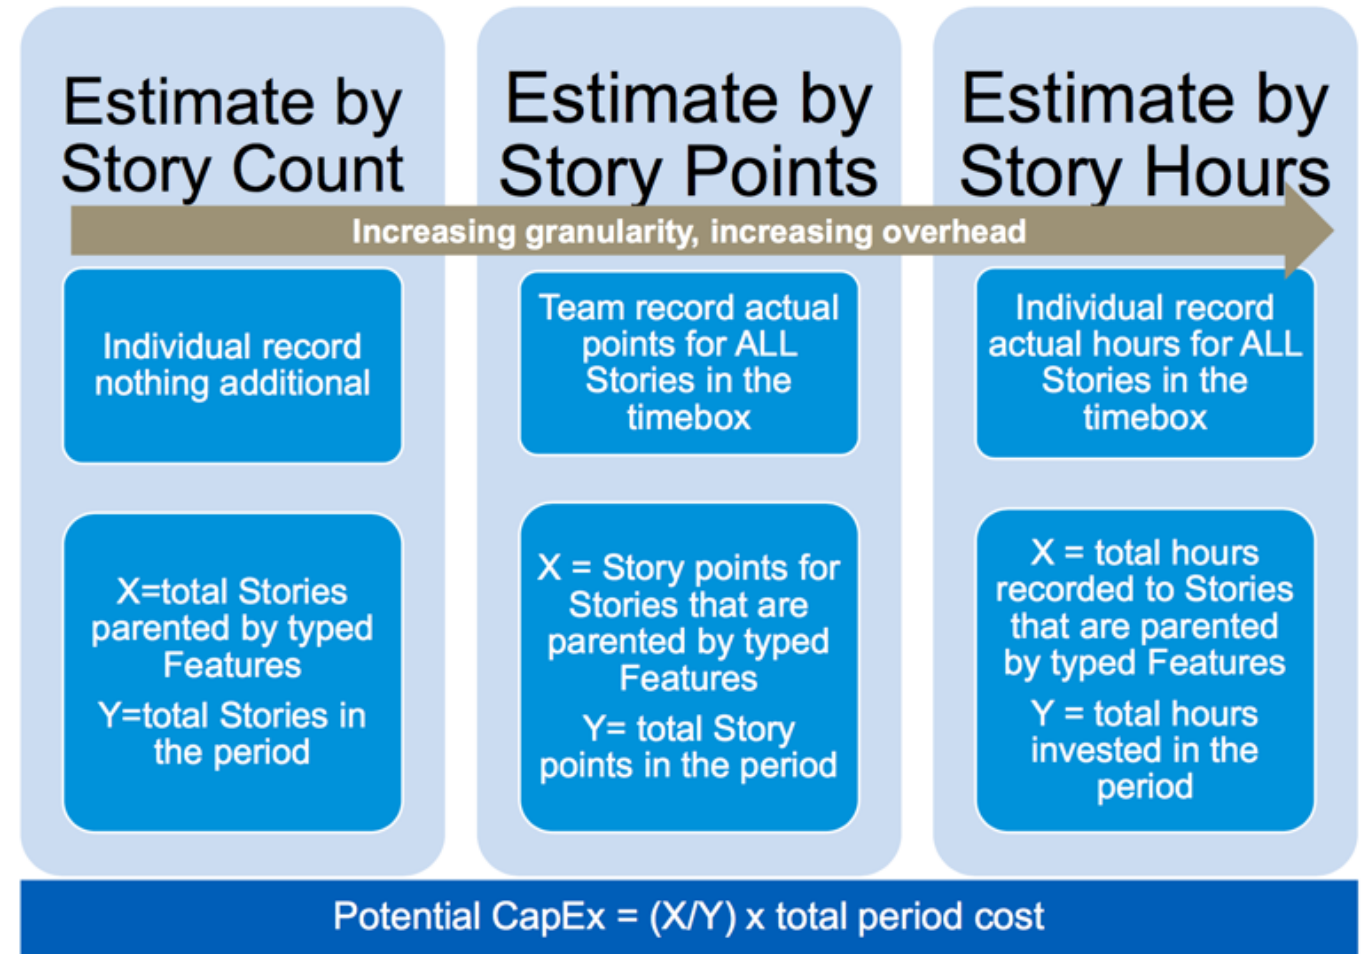 Estimate by
Story Count
Estimate by
Story Points
Estimate by
Story Hours
Increasing granularity, increasing overhead
Individual record
nothing additional
Team record actual
points for ALL
Stories in the
timebox
Individual record
actual hours for ALL
Stories in the
timebox
X=total Stories
parented by typed
Features
Y=total Stories in
the period
X = Story points for
Stories that are
parented by typed
Features
Y= total Story
points in the period
X = total hours
recorded to Stories
that are parented
by typed Features
Y = total hours
invested in the
period
Potential CapEx = (X/Y) x total period cost